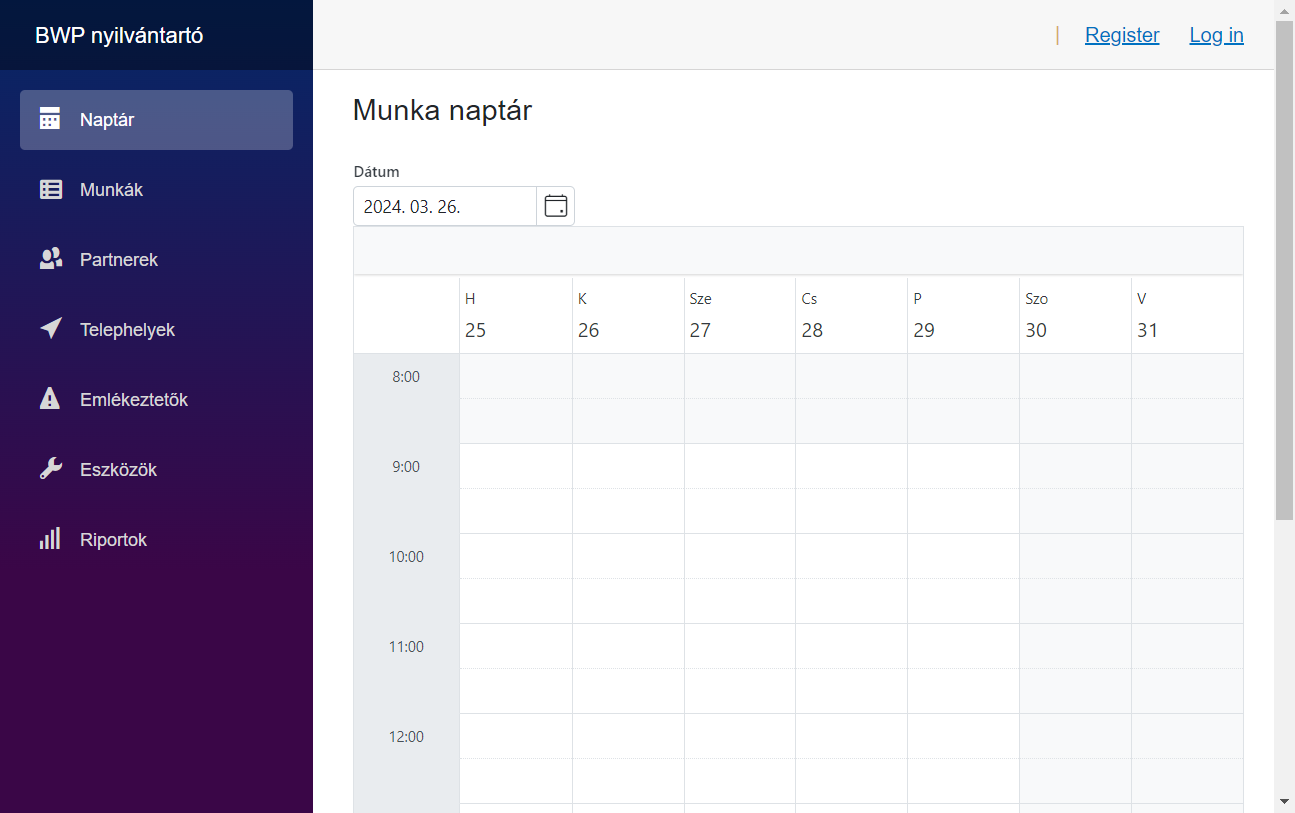 BWP nyilvántartó
| Register Log in
Naptár
Munkák
Partnerek
Telephelyek
Emlékeztetők
Eszközök
Riportok
Munka naptár
Dátum
2024. 03. 26.
H K Sze Cs P Szo V
25 26 27 28 29 30 31
8:00
9:00
10:00
11:00
12:00